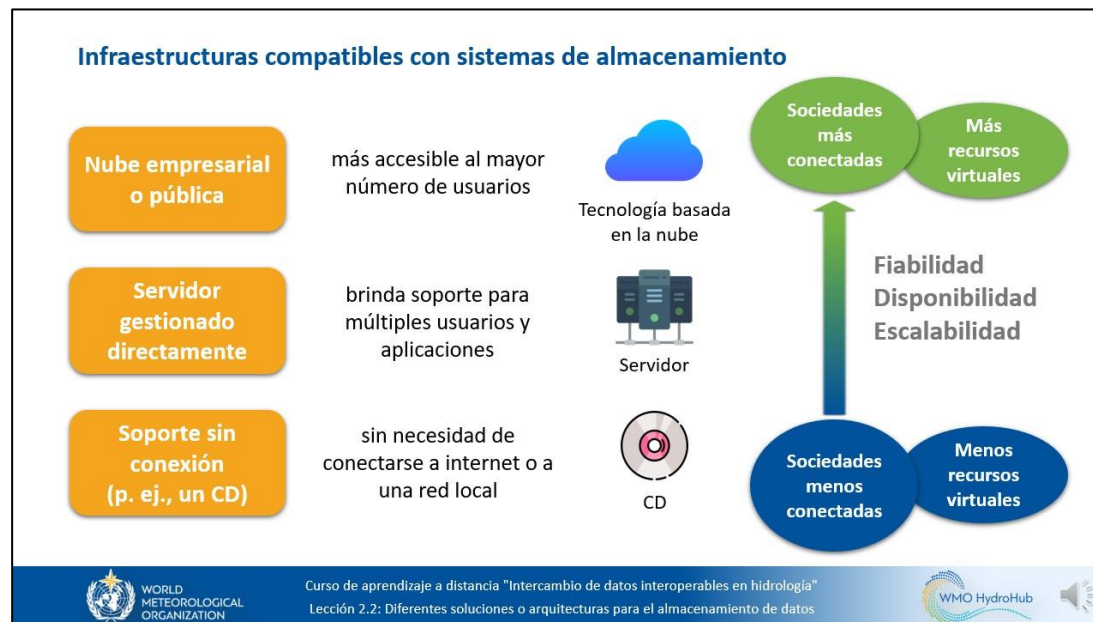 Infraestructuras compatibles con sistemas de almacenamiento
Nube empresarial
o pública
más accesible al mayor
número de usuarios
Tecnología basada
en la nube
Servidor
gestionado
directamente
brinda soporte para
múltiples usuarios y
aplicaciones
Servidor
Soporte sin
conexión
(p. ej., un CD)
sin necesidad de
conectarse a internet o a
una red local
CD
Sociedades
más
conectadas
Más
recursos
virtuales
Fiabilidad
Disponibilidad
Escalabilidad
Sociedades
menos
conectadas
Menos
recursos
virtuales
WORLD
METEOROLOGICAL
ORGANIZATION
Curso de aprendizaje a distancia "Intercambio de datos interoperables en hidrología"
Lección 2.2: Diferentes soluciones o arquitecturas para el almacenamiento de datos
WMO HydroHub